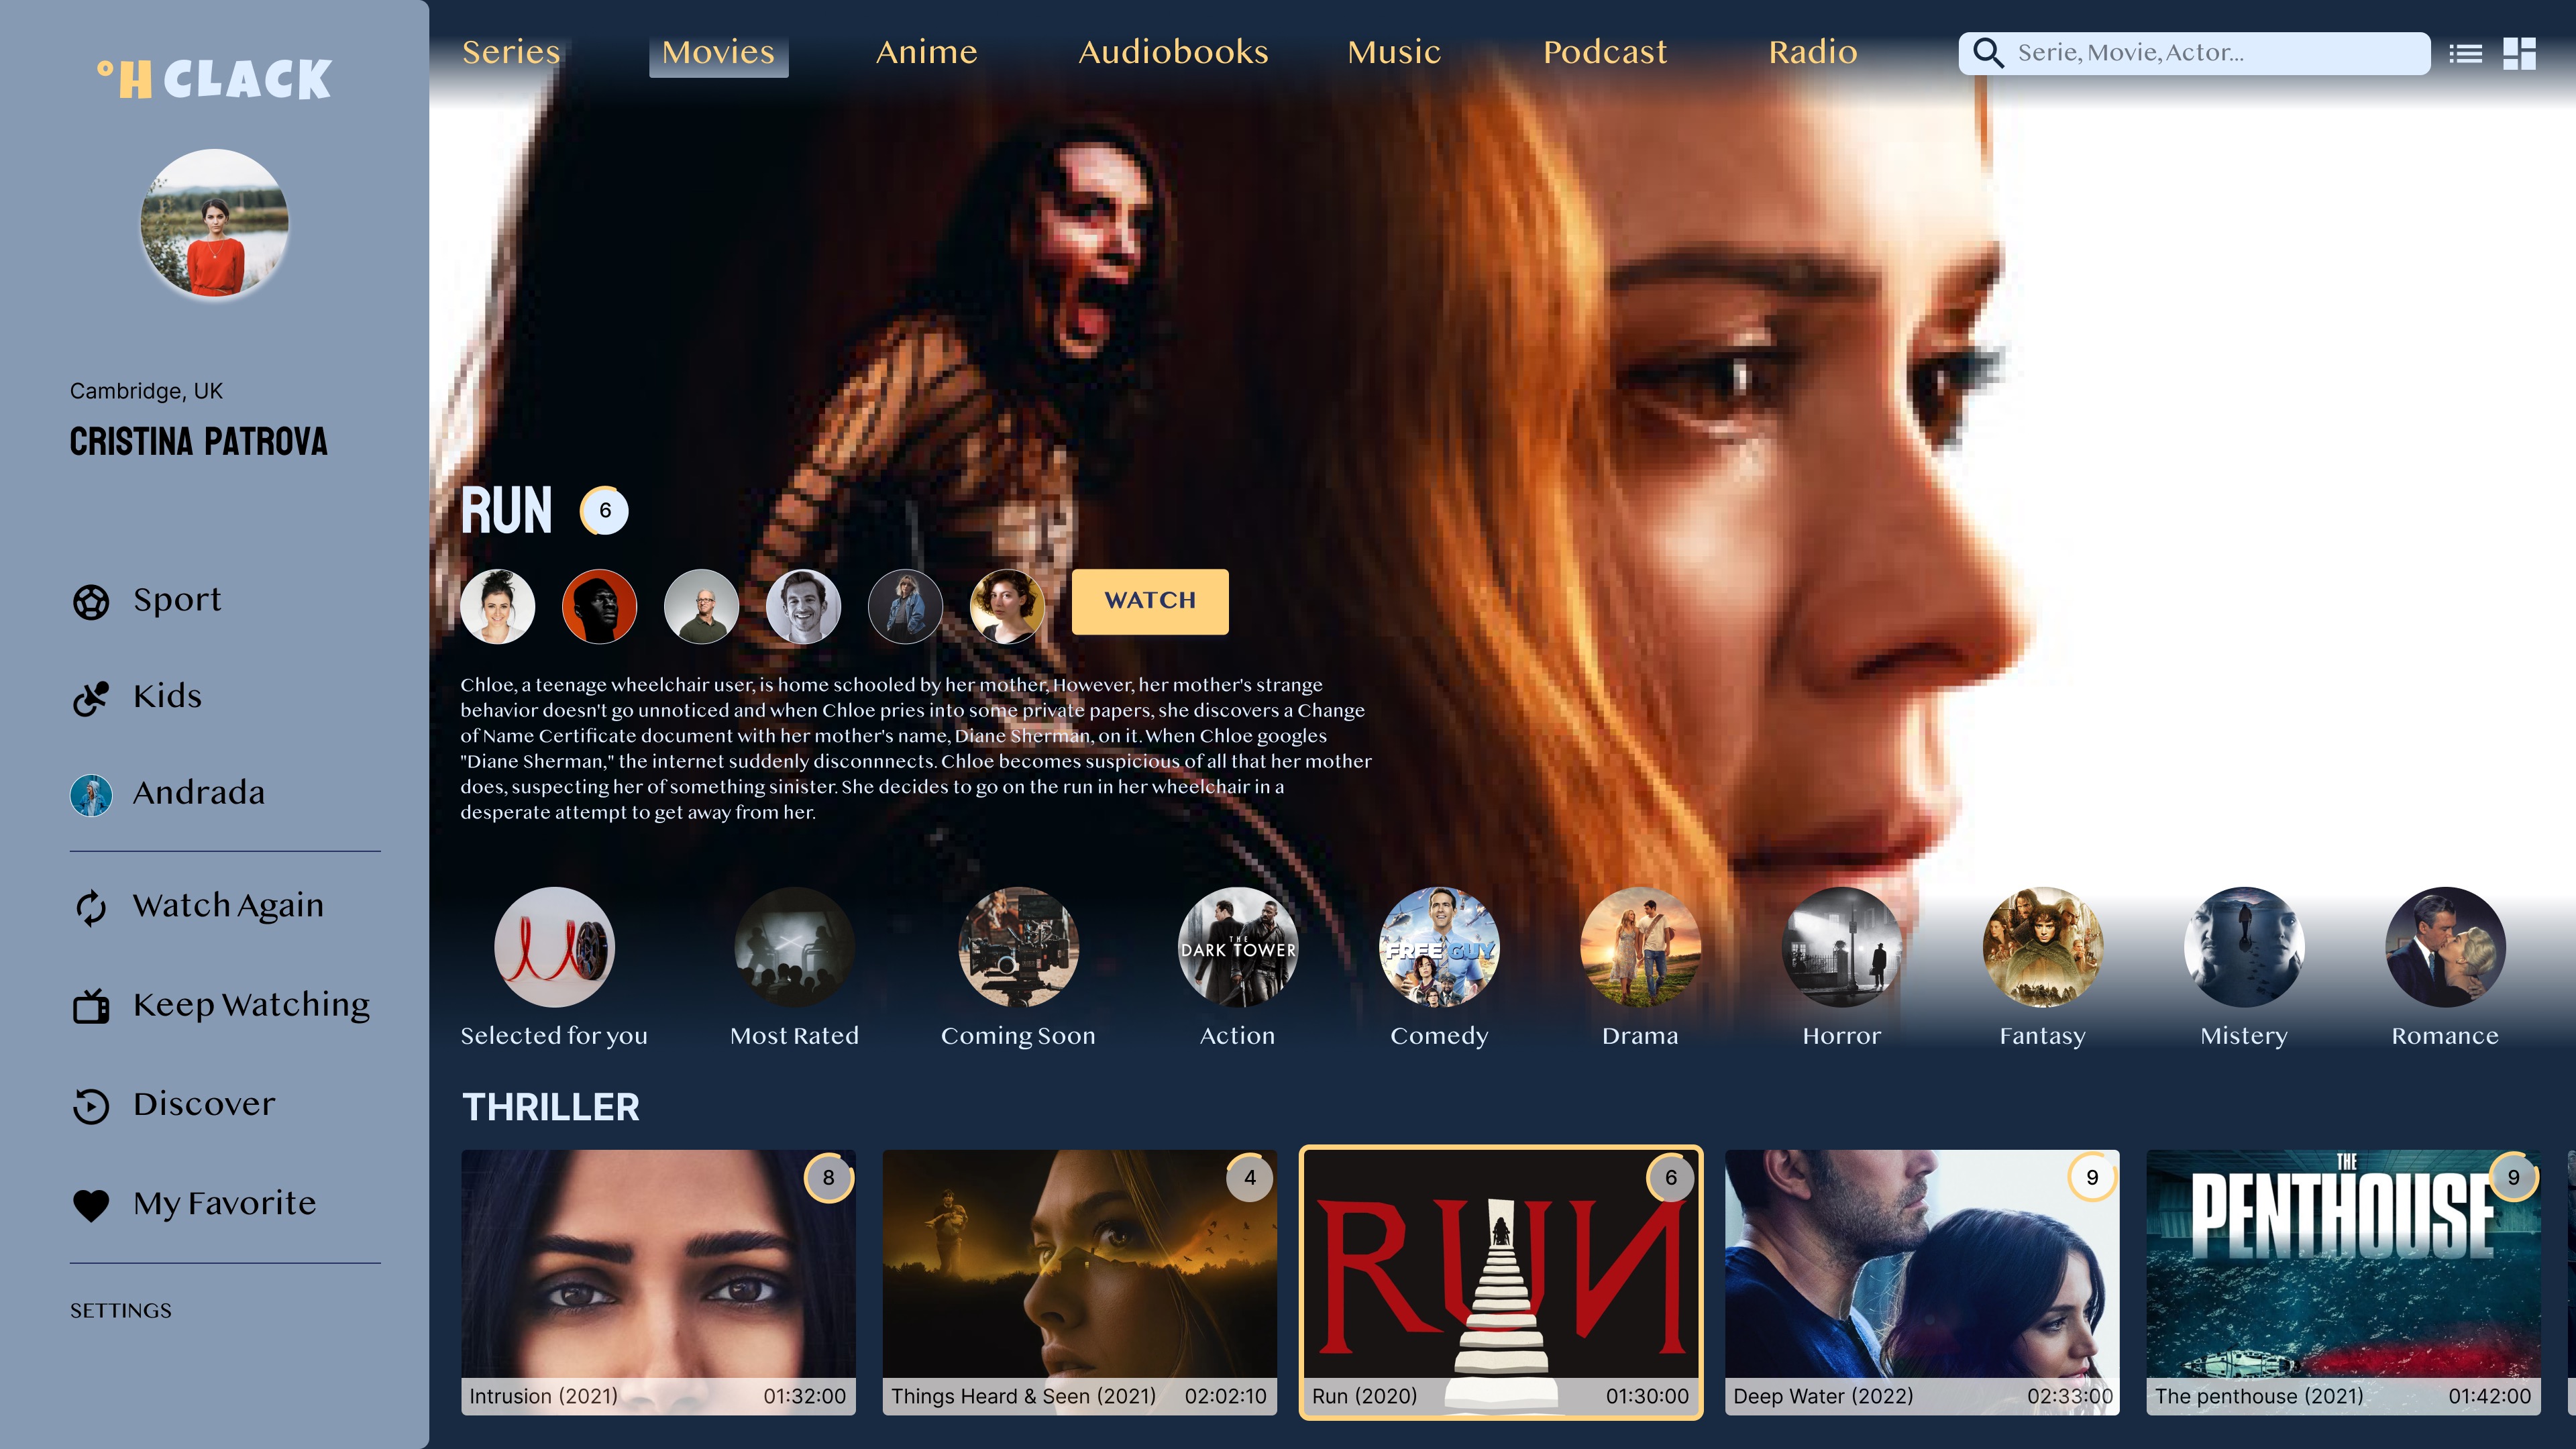 °H CLACK
Cambridge, UK
CRISTINA PATROVA
Sport
Kids
Andrada
Watch Again
Keep Watching
Discover
My Favorite
SETTINGS
Series Movies Anime Audiobooks Music Podcast Radio Serie, Movie, Actor...
RUN 6
WATCH
Chloe, a teenage wheelchair user, is home schooled by her mother, However, her mother's strange
behavior doesn't go unnoticed and when Chloe pries into some private papers, she discovers a Change
of Name Certificate document with her mother's name, Diane Sherman, on it. When Chloe googles
"Diane Sherman," the internet suddenly disconnnects. Chloe becomes suspicious of all that her mother
does, suspecting her of something sinister. She decides to go on the run in her wheelchair in a
desperate attempt to get away from her.
THE
DARK TOWER
FREE GUY
Selected for you Most Rated Coming Soon Action Comedy Drama Horror Fantasy Mistery Romance
THRILLER
8
Intrusion (2021) 01:32:00
4
Things Heard & Seen (2021) 02:02:10
6
RUN
Run (2020) 01:30:00
9
Deep Water (2022) 02:33:00
THE
PENTHOUSE
9
The penthouse (2021) 01:42:00